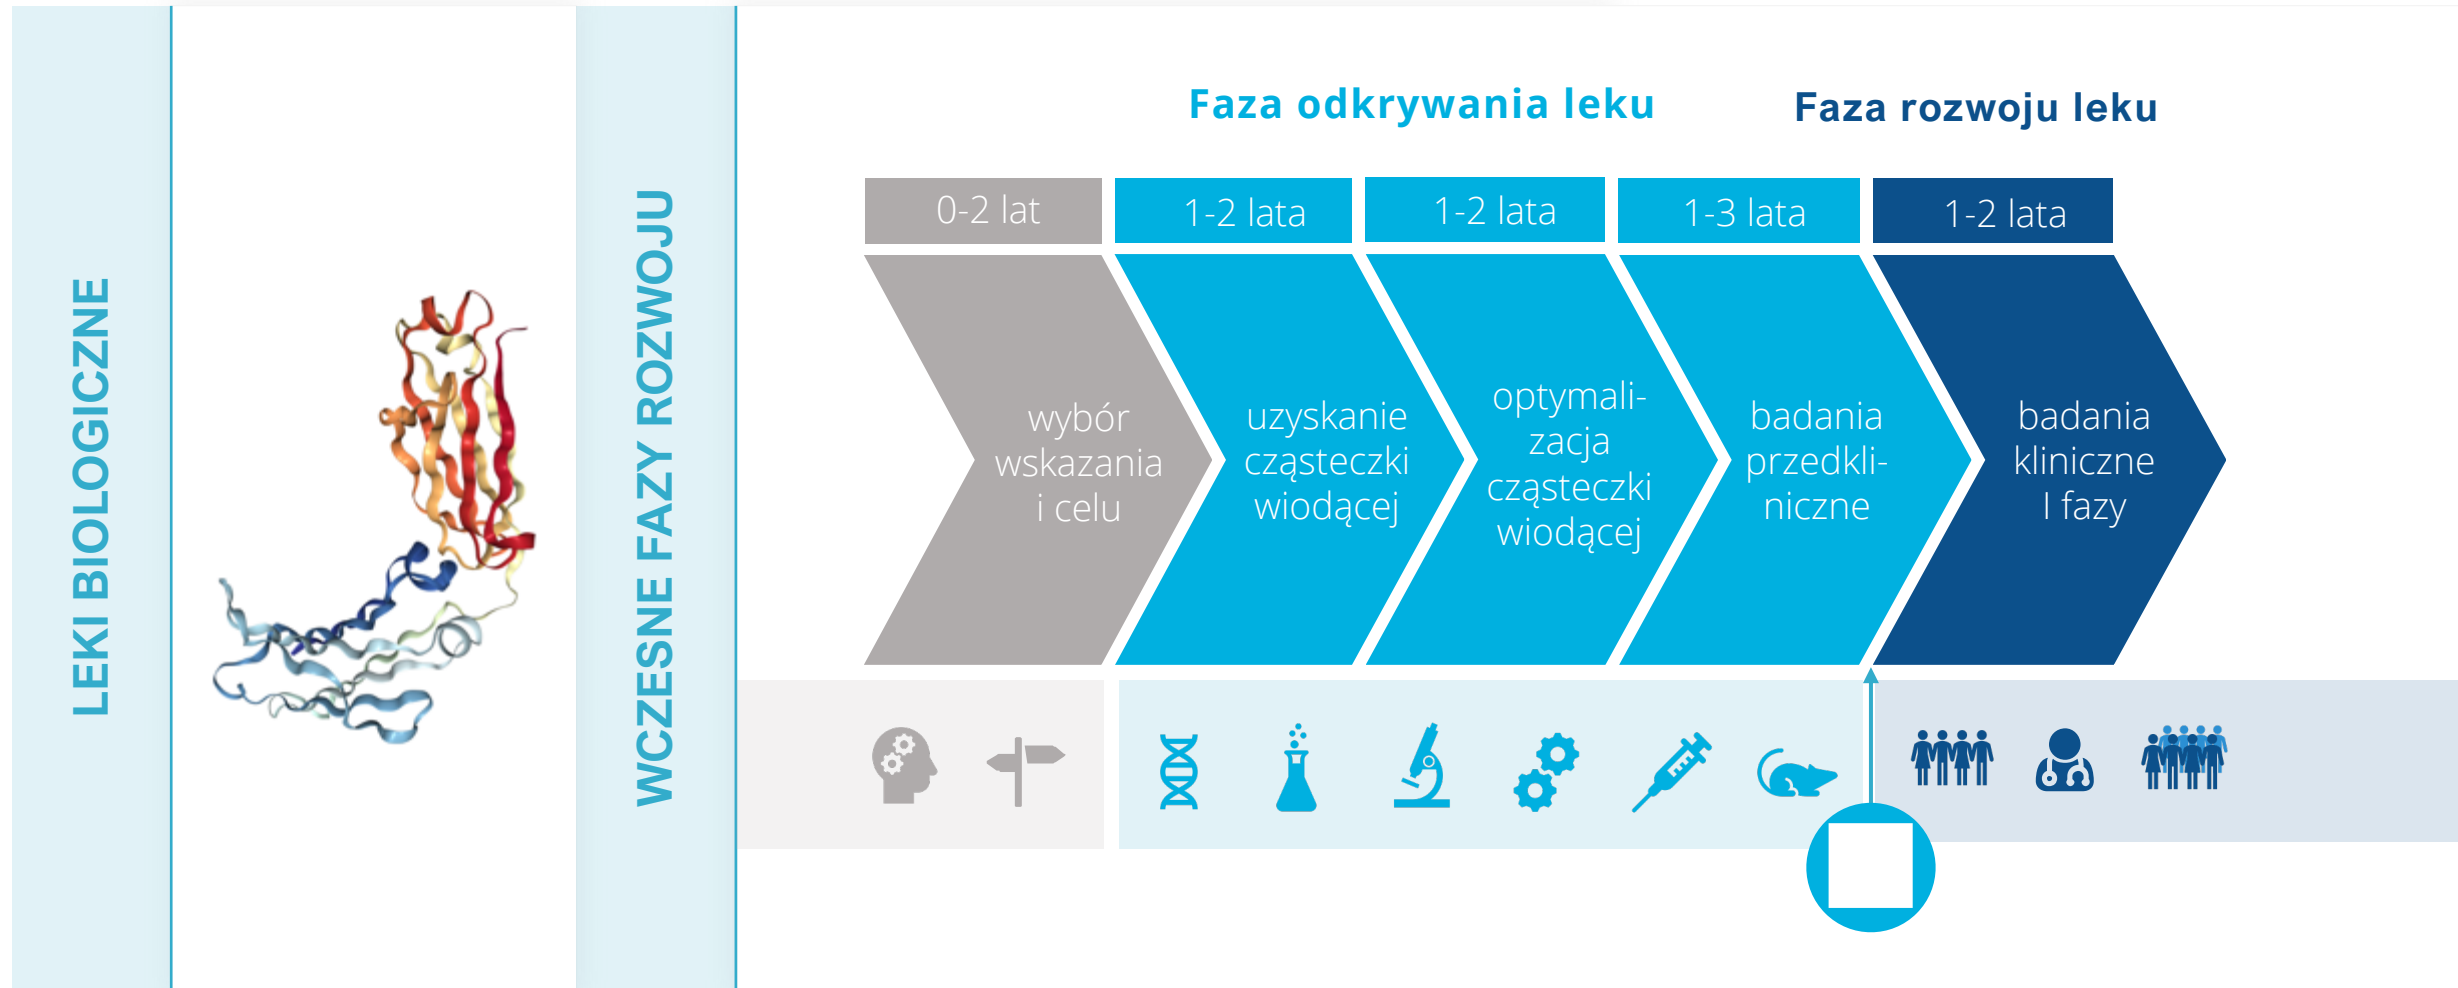 LEKI BIOLOGICZNE
WCZESNE FAZY ROZWOJU
Faza odkrywania leku
Faza rozwoju leku
0-2 lat
1-2 lata
1-2 lata
1-3 lata
1-2 lata
wybór
wskazania
i celu
uzyskanie
cząsteczki
wiodącej
optymali-
zacja
cząsteczki
wiodącej
badania
przedkli-
niczne
badania
kliniczne
I fazy